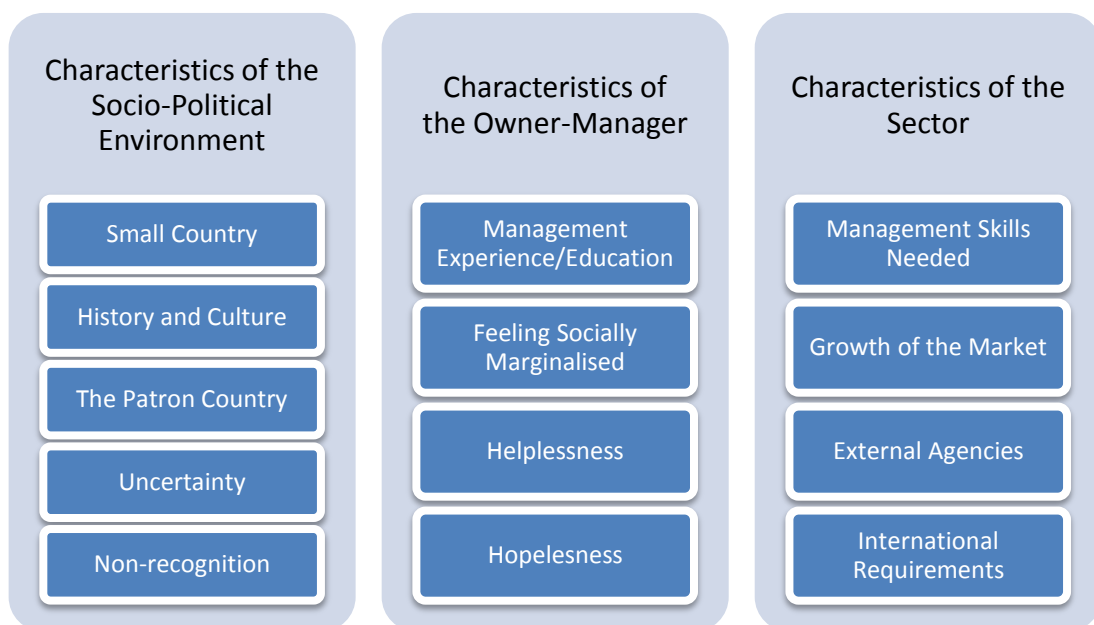 Characteristics of the
Socio-Political
Environment
Small Country
History and Culture
The Patron Country
Uncertainty
Non-recognition
Characteristics of
the Owner-Manager
Management
Experience/Education
Feeling Socially
Marginalised
Helplessness
Hopelesness
Characteristics of the
Sector
Management Skills
Needed
Growth of the Market
External Agencies
International
Requirements